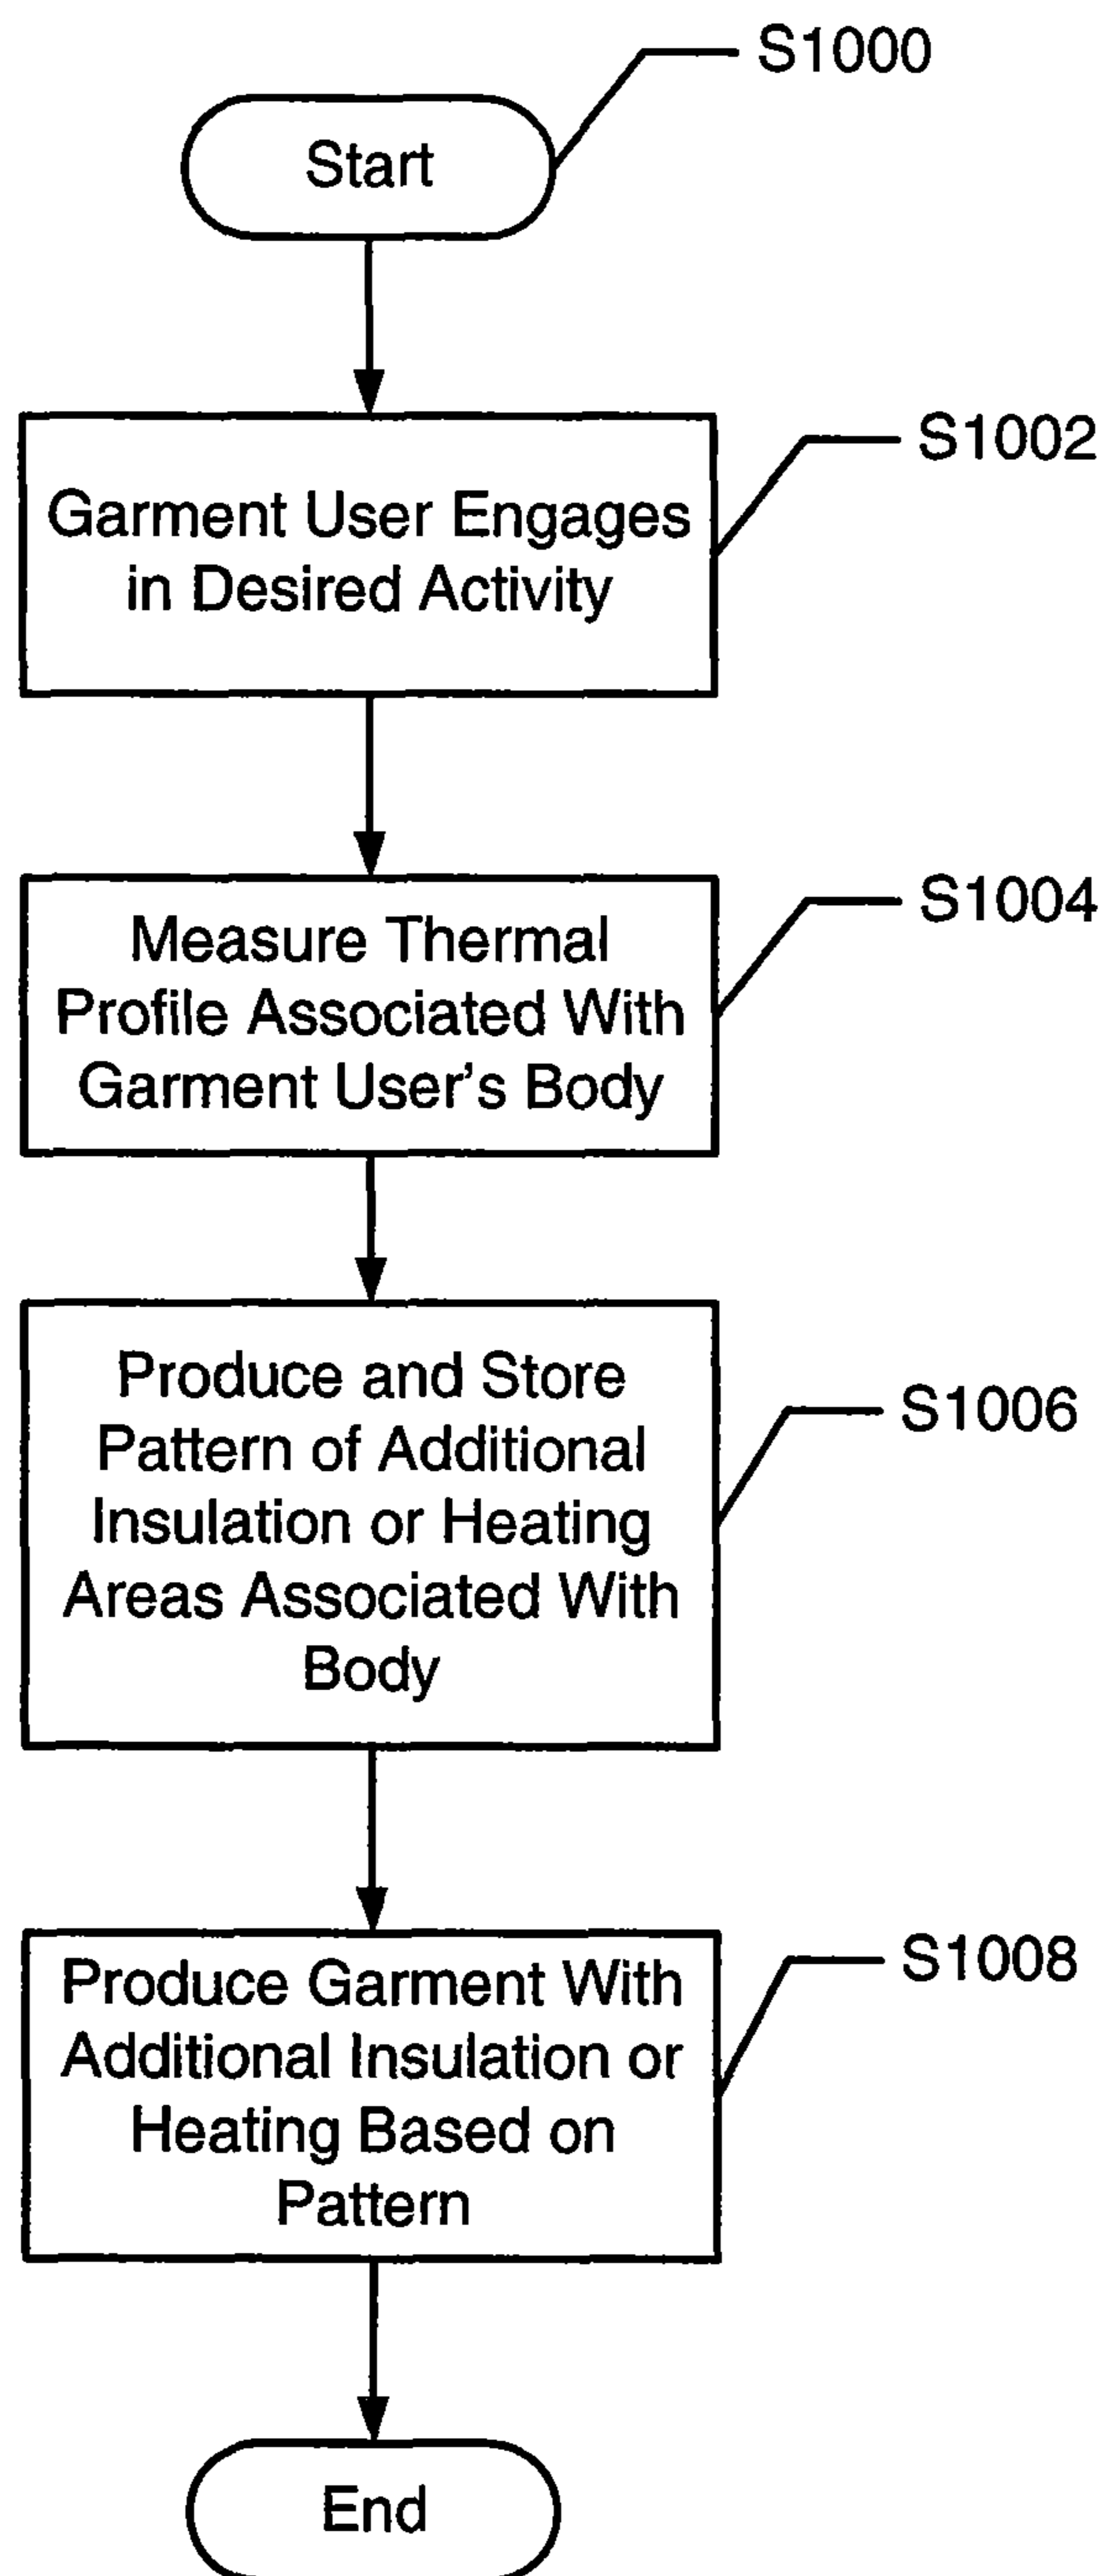 S1000
Start
S1002
Garment User Engages
in Desired Activity
S1004
Measure Thermal
Profile Associated With
Garment User's Body
Produce and Store
Pattern of Additional
S1006
Insulation or Heating
Areas Associated With
Body
S1008
Produce Garment With
Additional Insulation or
Heating Based on
Pattern
End